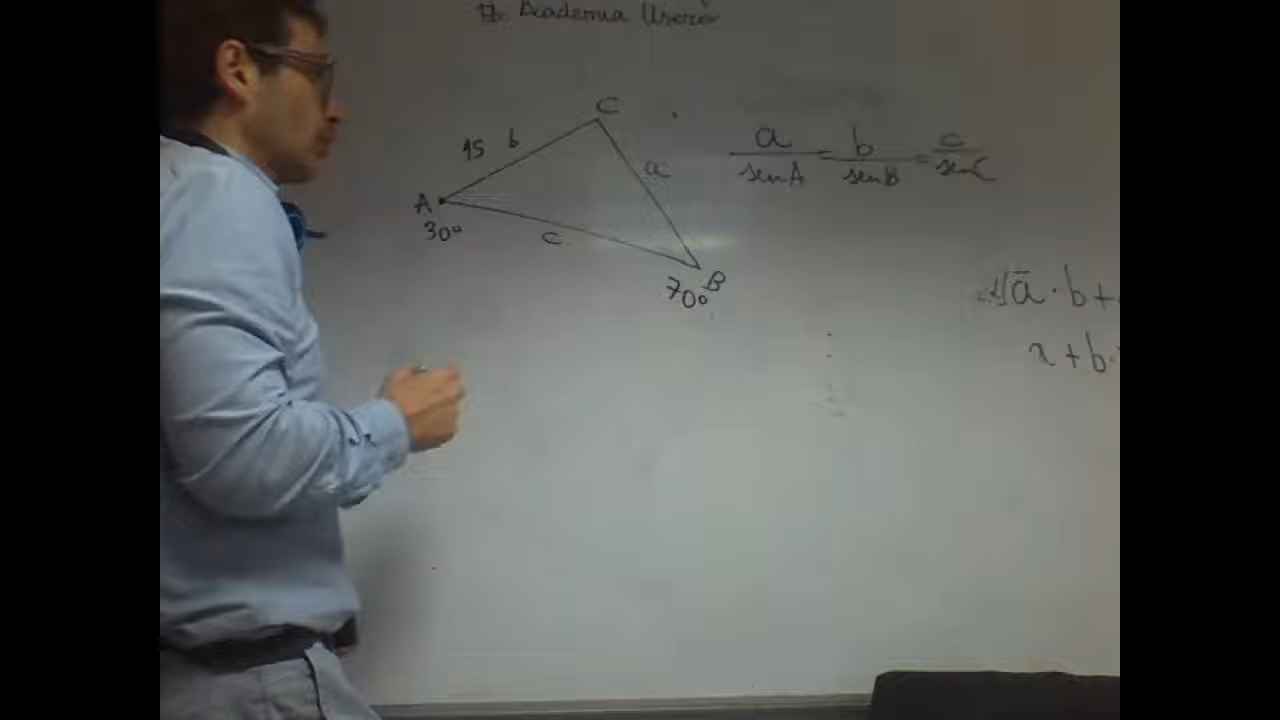 Academia Usero
C
15 b
a
A
30º
c
B
70º
a/senA = b/senB = c/senC
a · b +
x + b ·